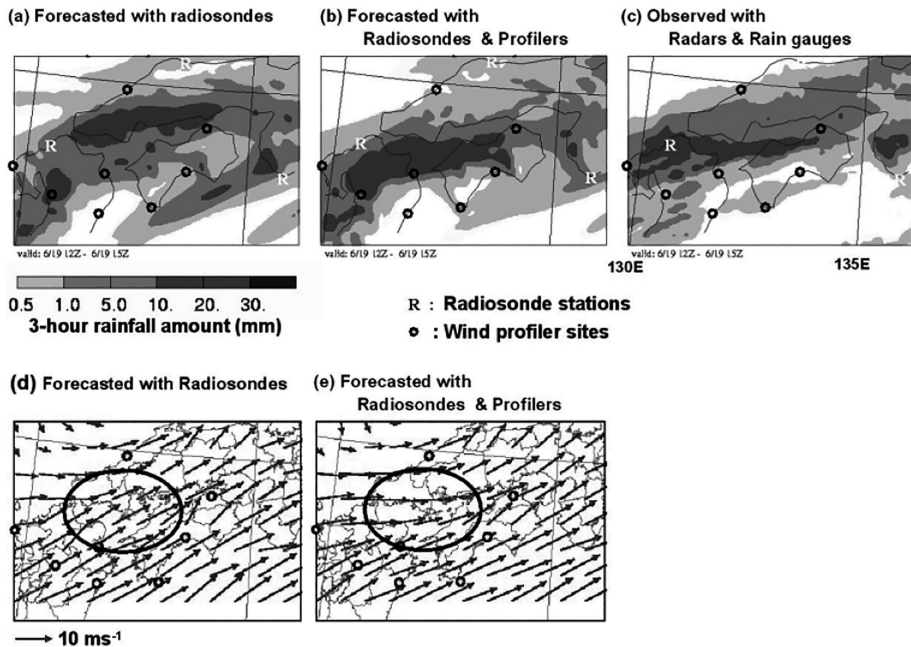 (a) Forecasted with radiosondes
(b) Forecasted with
Radiosondes & Profilers
(c) Observed with
Radars & Rain gauges
R
R
R
R
R
R
R
R
R
valid: 6/19 12Z - 6/19 15Z
valid: 6/19 12Z - 6/19 15Z
valid: 6/19 12Z - 6/19 15Z
130E
135E
0.5 1.0 5.0 10. 20. 30.
3-hour rainfall amount (mm)
R : Radiosonde stations
: Wind profiler sites
(d) Forecasted with Radiosondes
(e) Forecasted with
Radiosondes & Profilers
10 ms-1